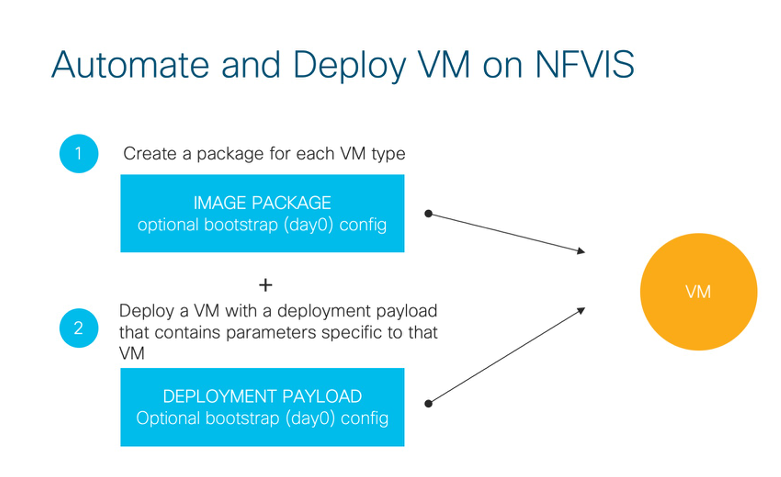 Automate and Deploy VM on NFVIS
1
Create a package for each VM type
IMAGE PACKAGE
optional bootstrap (day0) config
+
2
Deploy a VM with a deployment payload
that contains parameters specific to that
VM
DEPLOYMENT PAYLOAD
Optional bootstrap (day0) config
VM